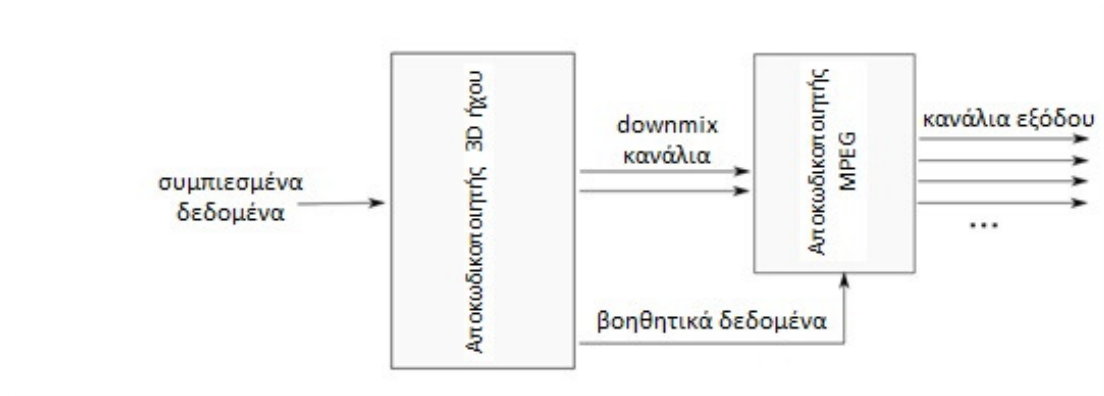 συμπιεσμένα
δεδομένα
Αποκωδικοποιητής 3D ήχου
downmix
κανάλια
βοηθητικά δεδομένα
Αποκωδικοποιητής
MPEG
κανάλια εξόδου
...